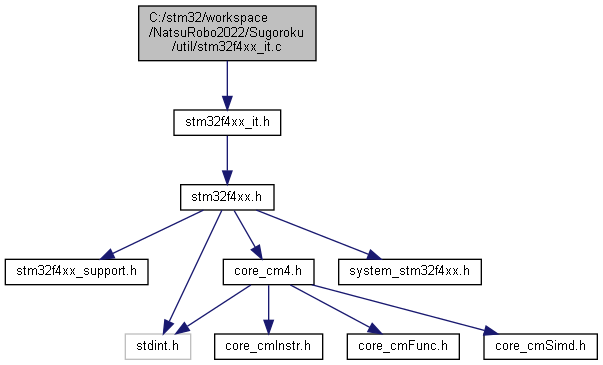 C:/stm32/workspace
/NatsuRobo2022/Sugoroku
/util/stm32f4xx_it.c
stm32f4xx_it.h
stm32f4xx.h
stm32f4xx_support.h
core_cm4.h
system_stm32f4xx.h
stdint.h
core_cmInstr.h
core_cmFunc.h
core_cmSimd.h